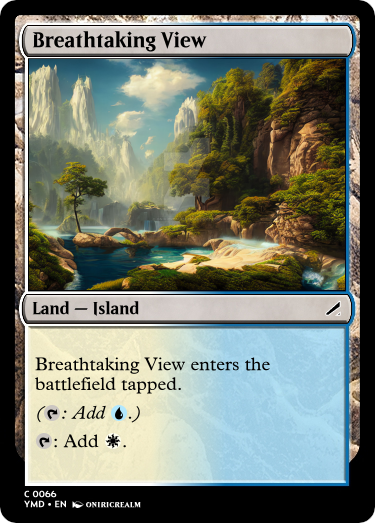 Breathtaking View
Land — Island
Breathtaking View enters the
battlefield tapped.
(: Add .)
: Add .
C 0066
YMD • EN ONIRICREALM